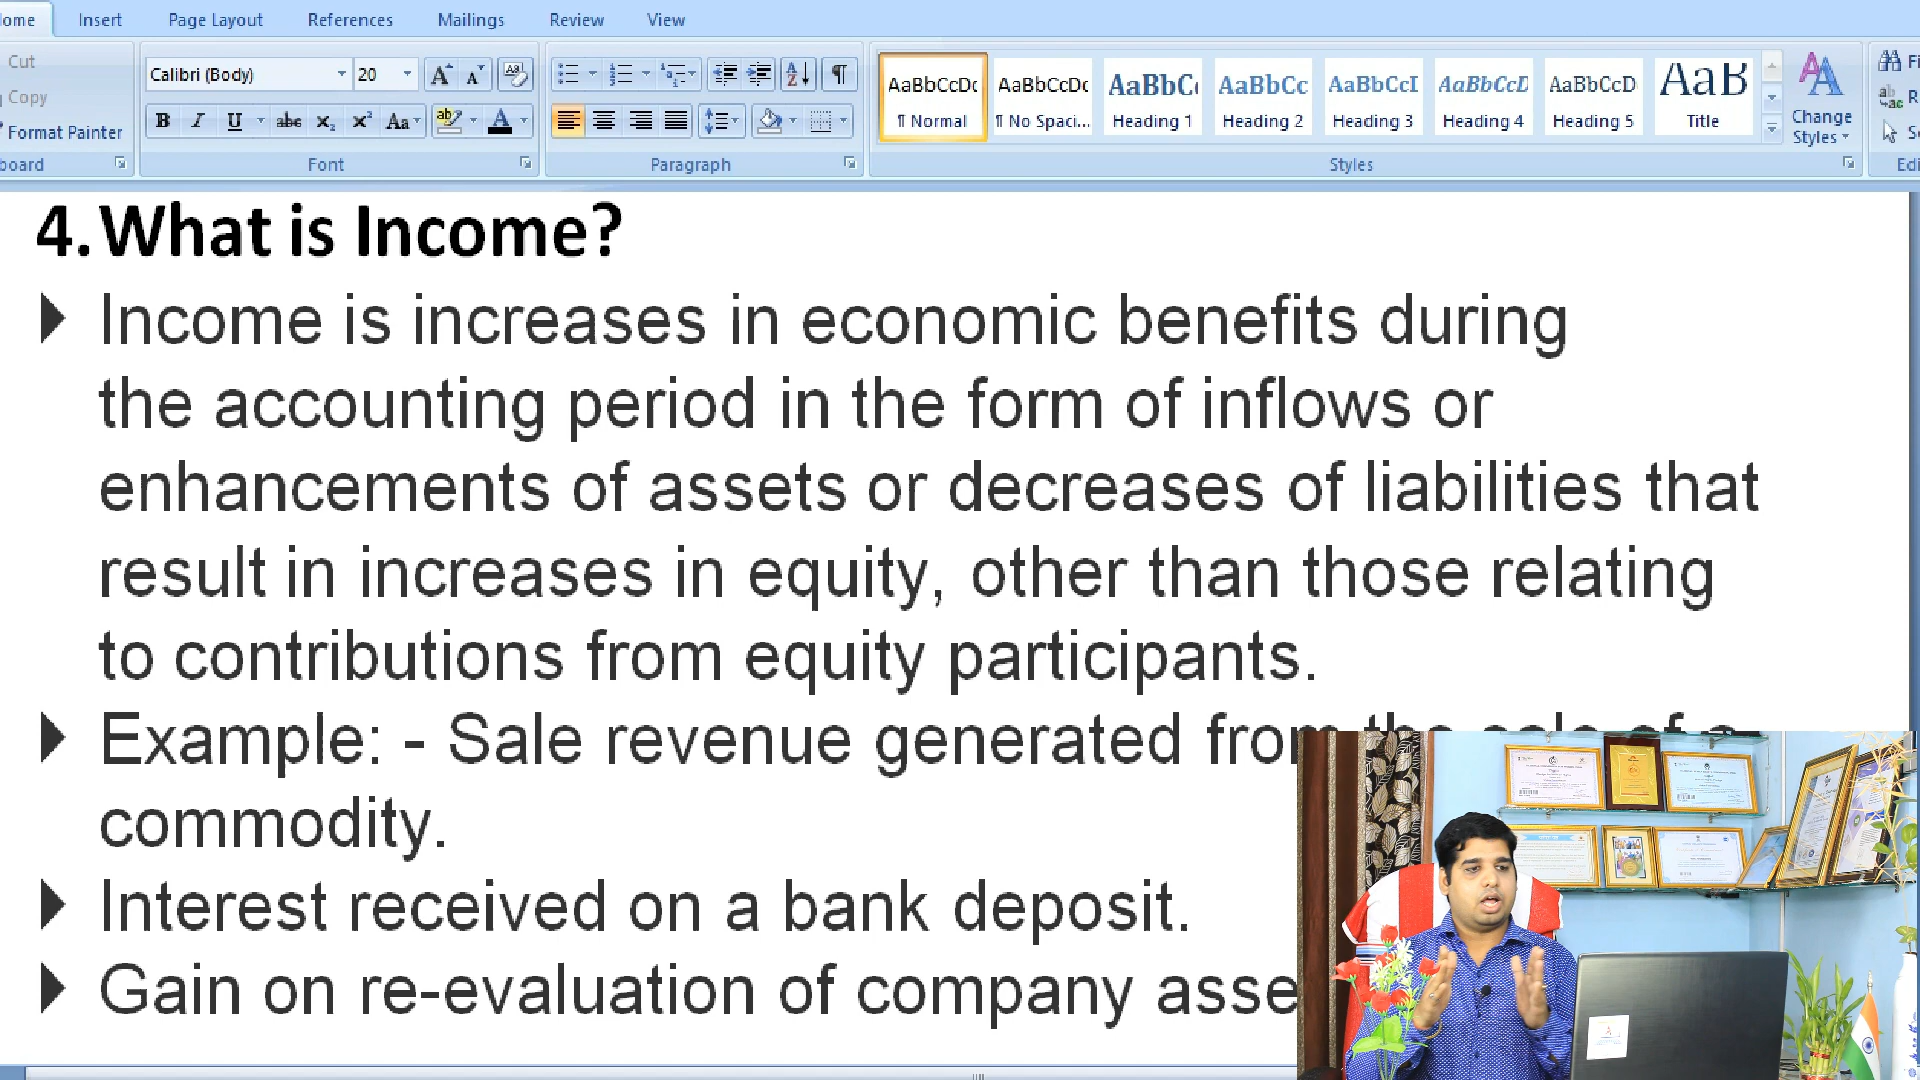 ome Insert Page Layout References Mailings Review View
Cut
Copy
Format Painter
board
Calibri (Body) 20
Font
Paragraph
AaBbCcDc AaBbCcDc AaBbC AaBbCc AaBbCcI AaBbCcD AaBbCcD AaB
¶ Normal ¶ No Spaci... Heading 1 Heading 2 Heading 3 Heading 4 Heading 5 Title
Change
Styles
Styles
4. What is Income?
Income is increases in economic benefits during
the accounting period in the form of inflows or
enhancements of assets or decreases of liabilities that
result in increases in equity, other than those relating
to contributions from equity participants.
Example: - Sale revenue generated from the sale of a
commodity.
Interest received on a bank deposit.
Gain on re-evaluation of company asse